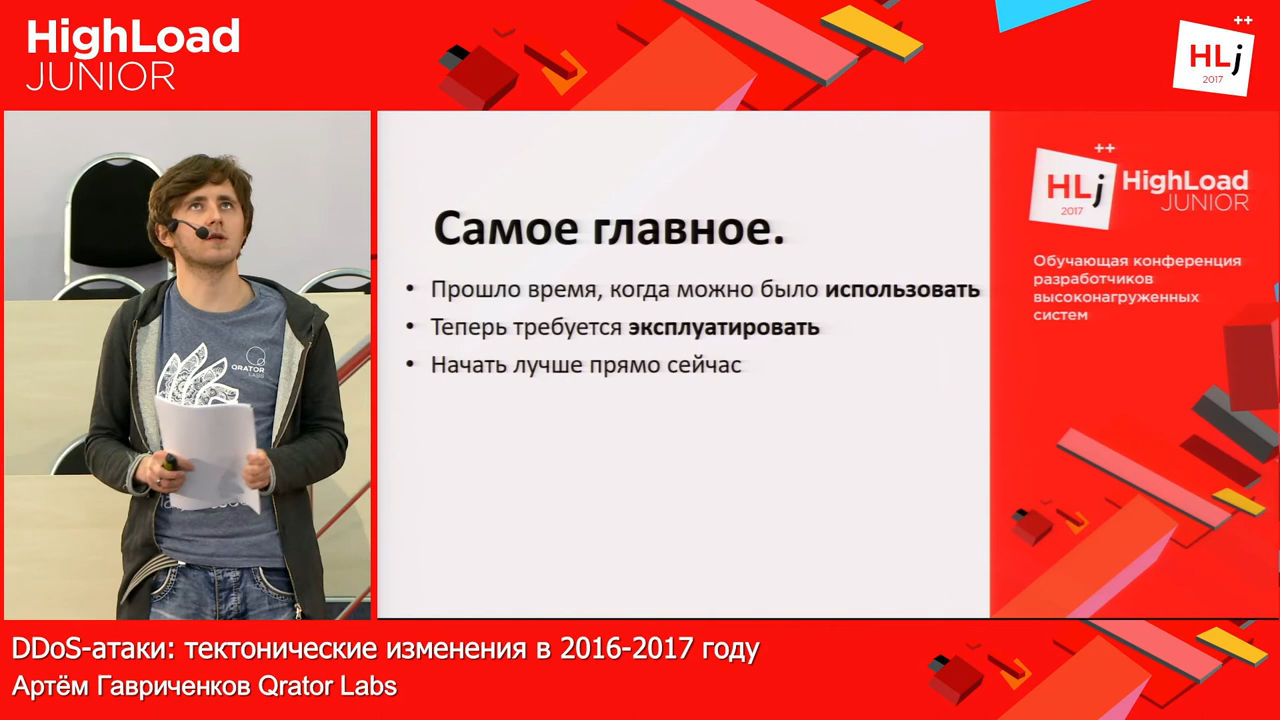 HighLoad
JUNIOR
++
HLj
2017
Самое главное.
• Прошло время, когда можно было использовать
• Теперь требуется эксплуатировать
• Начать лучше прямо сейчас
++
HLj
2017
HighLoad
JUNIOR
Обучающая конференция
разработчиков
высоконагруженных
систем
QRATOR
LABS
DDoS-атаки: тектонические изменения в 2016-2017 году
Артём Гавриченков Qrator Labs